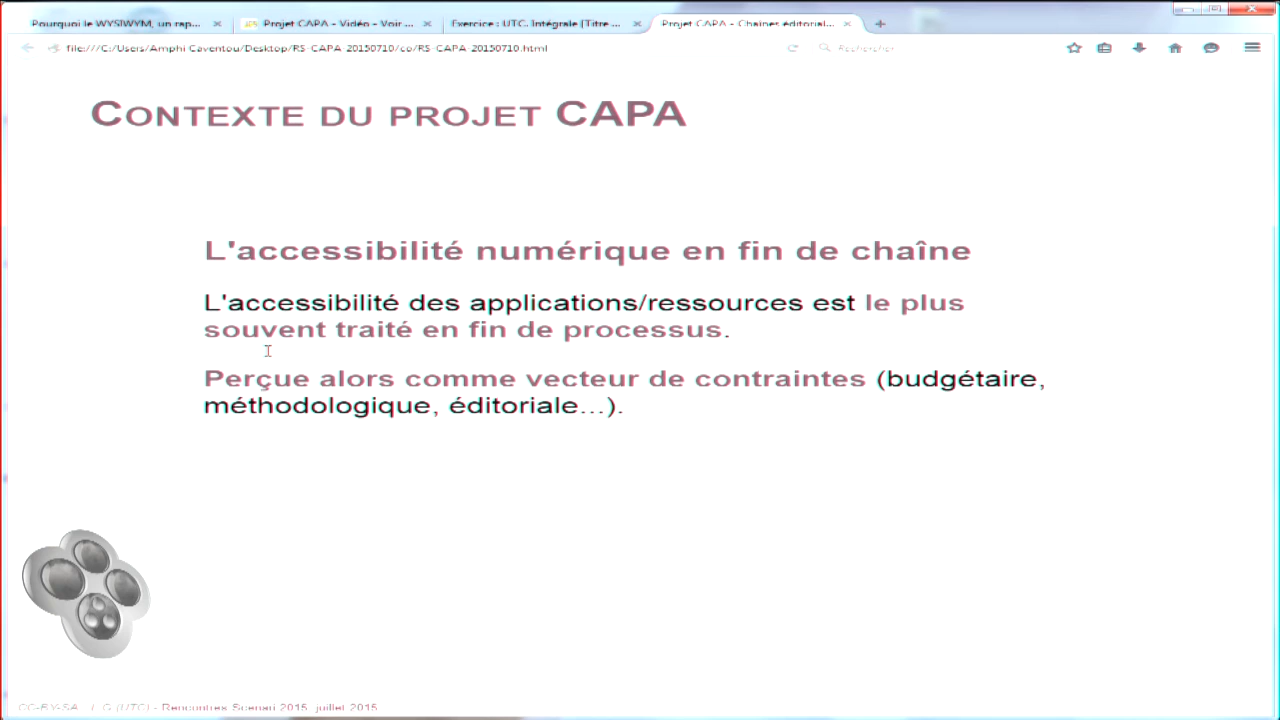 Pourquoi le WYSIWYM, un rap...
Projet CAPA - Vidéo - Voir ...
Exercice : UTC. Intégrale [Titre ...
Projet CAPA - Chaînes éditorial...
file:///C:/Users/Amphi Caventou/Desktop/RS-CAPA-20150710/co/RS-CAPA-20150710.html
Rechercher
CONTEXTE DU PROJET CAPA
L'accessibilité numérique en fin de chaîne
L'accessibilité des applications/ressources est le plus
souvent traité en fin de processus.
Perçue alors comme vecteur de contraintes (budgétaire,
méthodologique, éditoriale...).
CC-BY-SA (UTC) - Rencontres Scenari 2015, juillet 2015